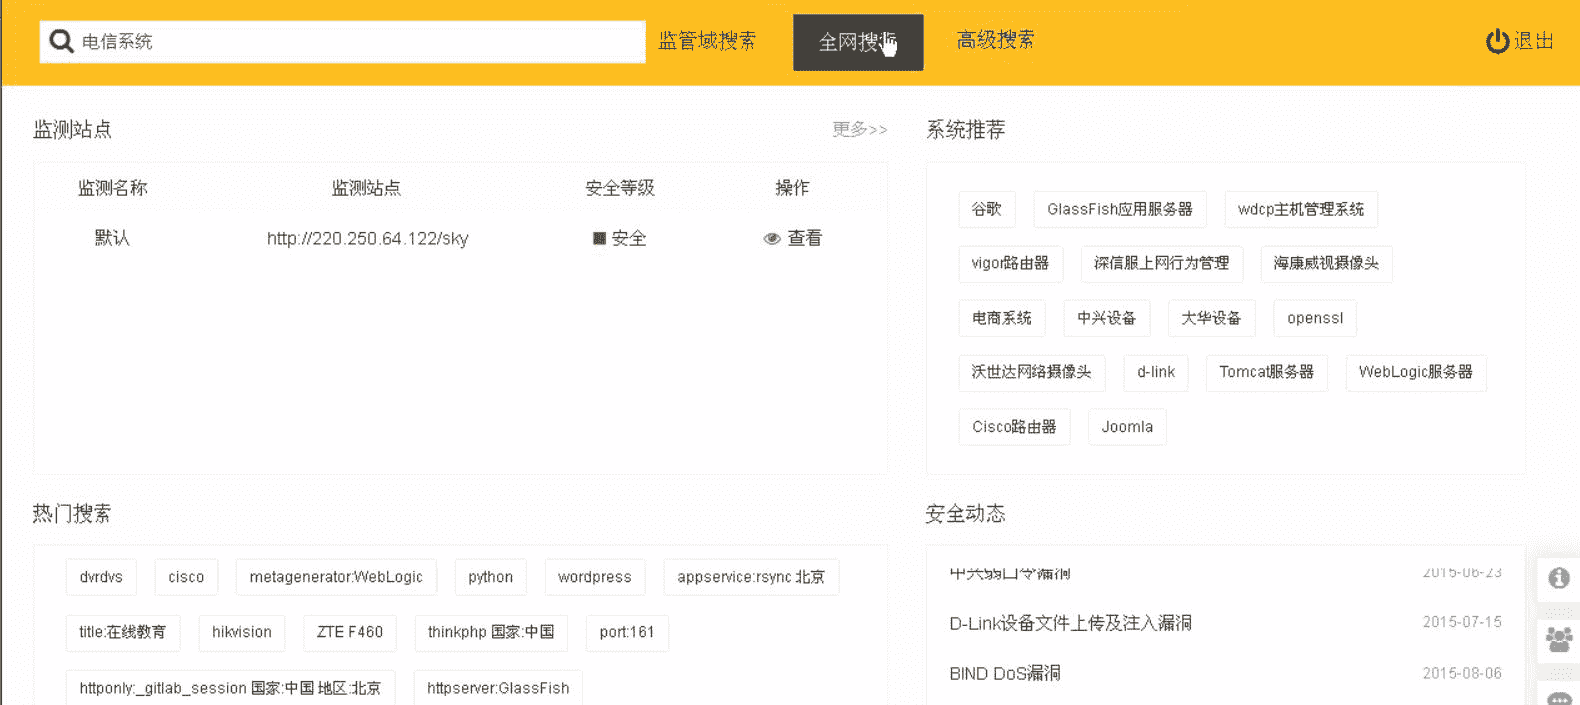 电信系统 监管域搜索 全网搜索 高级搜索 退出
监测站点 更多>>
监测名称 监测站点 安全等级 操作
默认 http://220.250.64.122/sky 安全 查看
系统推荐
谷歌 GlassFish应用服务器 wdcp主机管理系统
vigor路由器 深信服上网行为管理 海康威视摄像头
电商系统 中兴设备 大华设备 openssl
沃世达网络摄像头 d-link Tomcat服务器 WebLogic服务器
Cisco路由器 Joomla
热门搜索
dvrdvs cisco metagenerator:WebLogic python wordpress appservice:rsync 北京
title:在线教育 hikvision ZTE F460 thinkphp 国家:中国 port:161
httponly:_gitlab_session 国家:中国 地区:北京 httpserver:GlassFish
安全动态
2015-06-23
D-Link设备文件上传及注入漏洞 2015-07-15
BIND DoS漏洞 2015-08-06